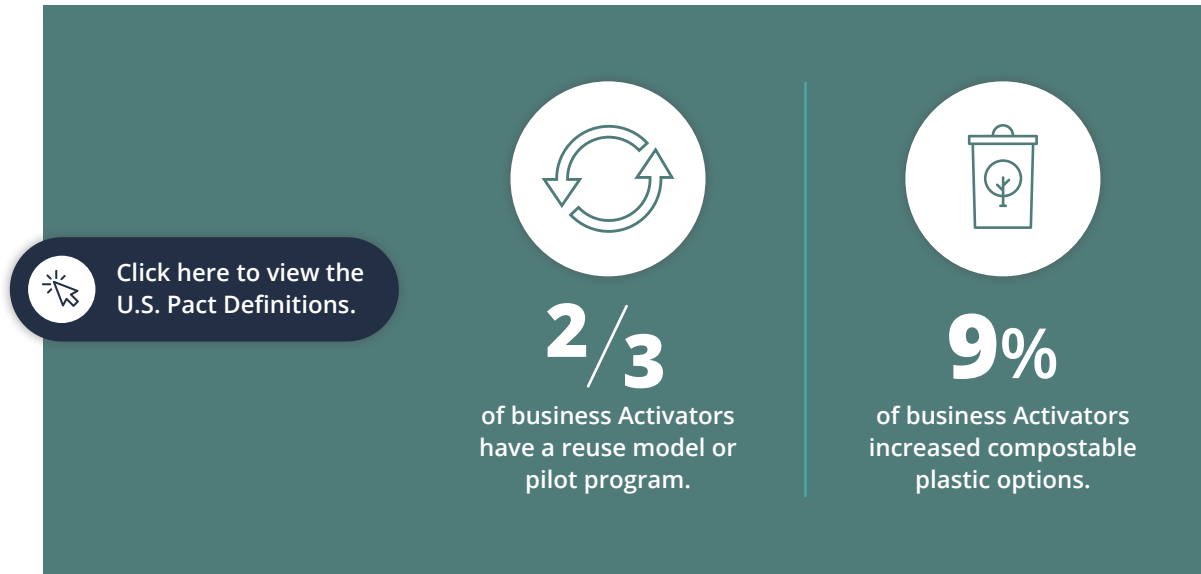 Click here to view the
U.S. Pact Definitions.
2/3
of business Activators
have a reuse model or
pilot program.
9%
of business Activators
increased compostable
plastic options.